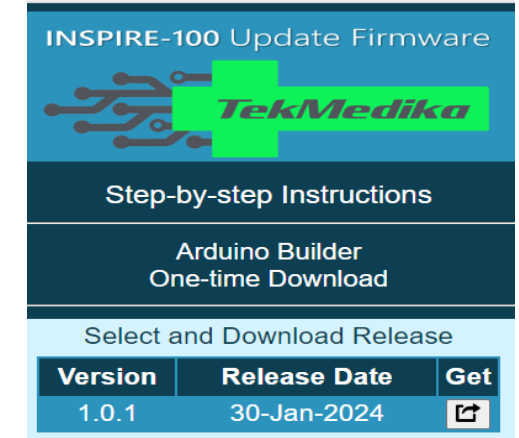 INSPIRE-100 Update Firmware
TekMedika
Step-by-step Instructions
Arduino Builder
One-time Download
Select and Download Release
Version Release Date Get
1.0.1 30-Jan-2024